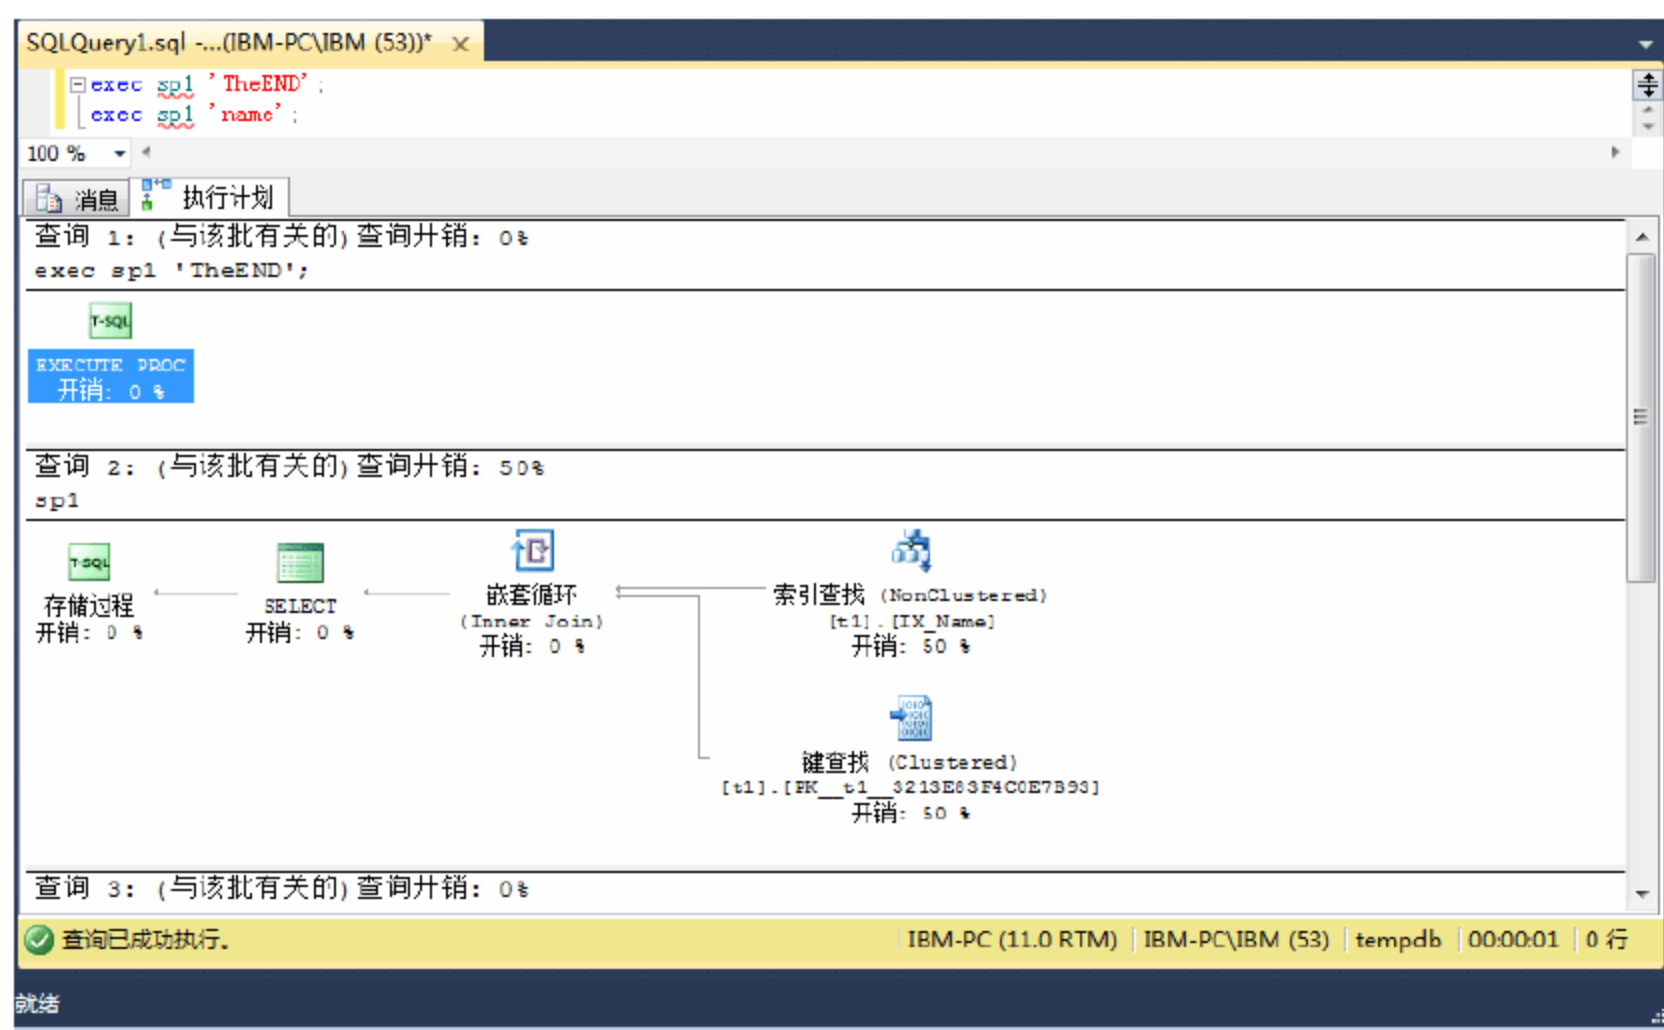 SQLQuery1.sql -...(IBM-PC\IBM (53))* ×
exec sp1 'TheEND';
exec sp1 'name';
100 %
消息 执行计划
查询 1: (与该批有关的)查询开销: 0%
exec sp1 'TheEND';
T-SQL
EXECUTE PROC
开销: 0 %
查询 2: (与该批有关的)查询开销: 50%
sp1
T-SQL
存储过程
开销: 0 %
SELECT
开销: 0 %
嵌套循环
(Inner Join)
开销: 0 %
索引查找 (NonClustered)
[t1].[IX_Name]
开销: 50 %
键查找 (Clustered)
[t1].[PK__t1__3213E83F4C0E7B93]
开销: 50 %
查询 3: (与该批有关的)查询开销: 0%
查询已成功执行。
IBM-PC (11.0 RTM) IBM-PC\IBM (53) tempdb 00:00:01 0 行
就绪